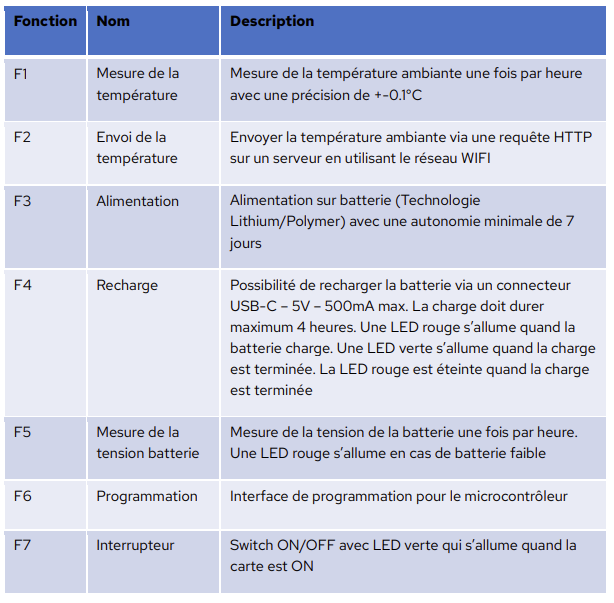 Fonction Nom Description
F1 Mesure de la température Mesure de la température ambiante une fois par heure
avec une précision de +-0.1°C
F2 Envoi de la température Envoyer la température ambiante via une requête HTTP
sur un serveur en utilisant le réseau WIFI
F3 Alimentation Alimentation sur batterie (Technologie
Lithium/Polymer) avec une autonomie minimale de 7
jours
F4 Recharge Possibilité de recharger la batterie via un connecteur
USB-C – 5V – 500mA max. La charge doit durer
maximum 4 heures. Une LED rouge s’allume quand la
batterie charge. Une LED verte s’allume quand la charge
est terminée. La LED rouge est éteinte quand la charge
est terminée
F5 Mesure de la tension batterie Mesure de la tension de la batterie une fois par heure.
Une LED rouge s’allume en cas de batterie faible
F6 Programmation Interface de programmation pour le microcontrôleur
F7 Interrupteur Switch ON/OFF avec LED verte qui s’allume quand la
carte est ON